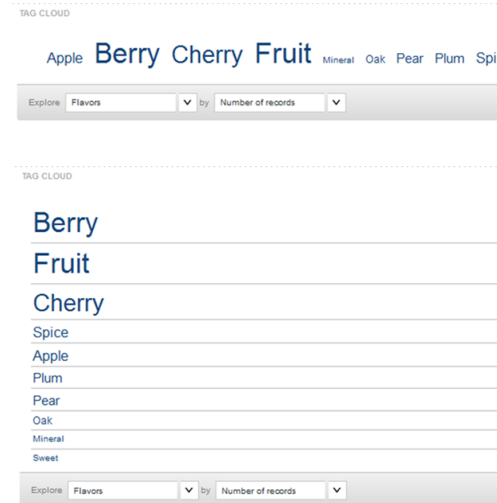 TAG CLOUD
Apple Berry Cherry Fruit Mineral Oak Pear Plum Spi
Explore Flavors by Number of records
TAG CLOUD
Berry
Fruit
Cherry
Spice
Apple
Plum
Pear
Oak
Mineral
Sweet
Explore Flavors by Number of records